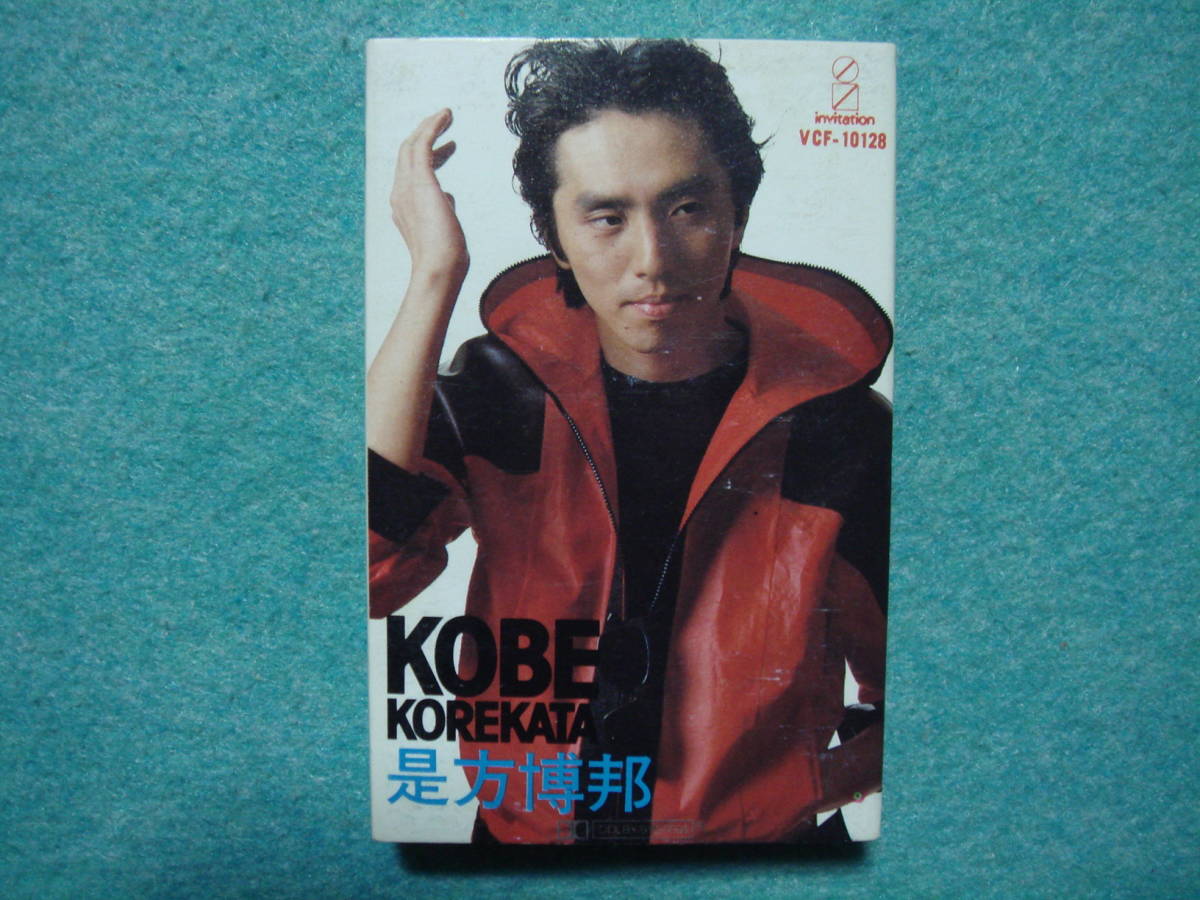 invitation
VCF-10128
KOBE
KOREKATA
是方博邦